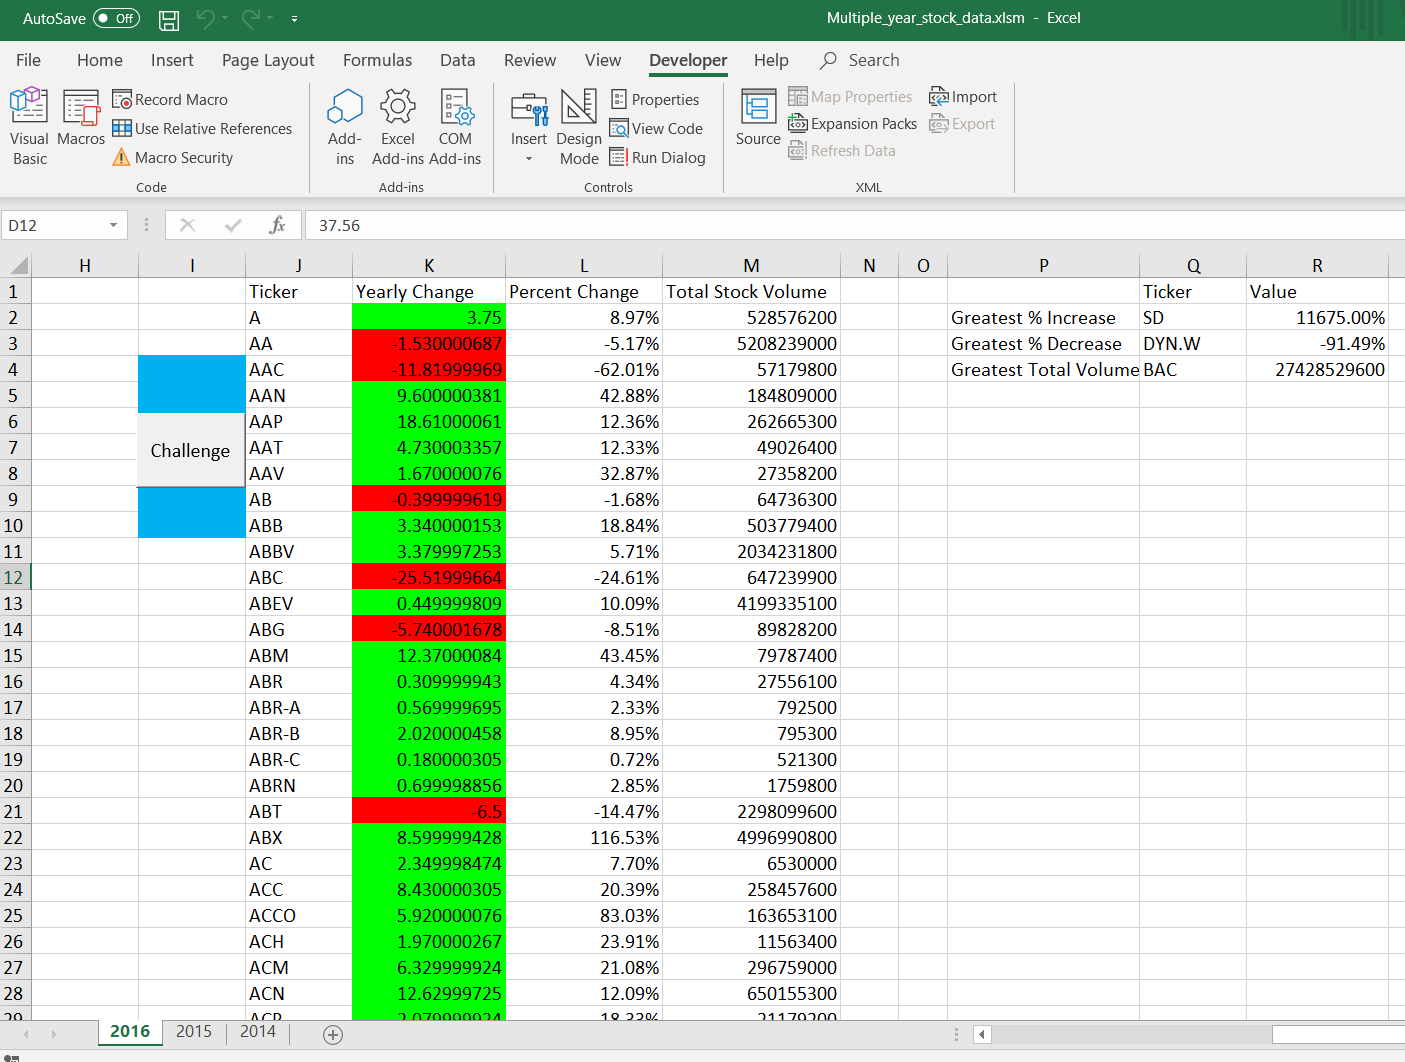 AutoSave Off Multiple_year_stock_data.xlsm - Excel
File Home Insert Page Layout Formulas Data Review View Developer Help Search
Visual Basic
Macros
Record Macro
Use Relative References
Macro Security
Code
Add-ins
Excel Add-ins
COM Add-ins
Add-ins
Insert
Design Mode
Properties
View Code
Run Dialog
Controls
Source
Map Properties
Expansion Packs
Refresh Data
Import
Export
XML
D12 fx 37.56
H I J K L M N O P Q R
1 Ticker Yearly Change Percent Change Total Stock Volume Ticker Value
2 A 3.75 8.97% 528576200 Greatest % Increase SD 11675.00%
3 AA -1.530000687 -5.17% 5208239000 Greatest % Decrease DYN.W -91.49%
4 AAC -11.81999969 -62.01% 57179800 Greatest Total Volume BAC 27428529600
5 AAN 9.600000381 42.88% 184809000
6 AAP 18.61000061 12.36% 262665300
7 Challenge AAT 4.730003357 12.33% 49026400
8 AAV 1.670000076 32.87% 27358200
9 AB -0.399999619 -1.68% 64736300
10 ABB 3.340000153 18.84% 503779400
11 ABBV 3.379997253 5.71% 2034231800
12 ABC -25.51999664 -24.61% 647239900
13 ABEV 0.449999809 10.09% 4199335100
14 ABG -5.740001678 -8.51% 89828200
15 ABM 12.37000084 43.45% 79787400
16 ABR 0.309999943 4.34% 27556100
17 ABR-A 0.569999695 2.33% 792500
18 ABR-B 2.020000458 8.95% 795300
19 ABR-C 0.180000305 0.72% 521300
20 ABRN 0.699998856 2.85% 1759800
21 ABT -6.5 -14.47% 2298099600
22 ABX 8.599999428 116.53% 4996990800
23 AC 2.349998474 7.70% 6530000
24 ACC 8.430000305 20.39% 258457600
25 ACCO 5.920000076 83.03% 163653100
26 ACH 1.970000267 23.91% 11563400
27 ACM 6.329999924 21.08% 296759000
28 ACN 12.62999725 12.09% 650155300
29 2.079999924 18.33% 21179200
2016 2015 2014